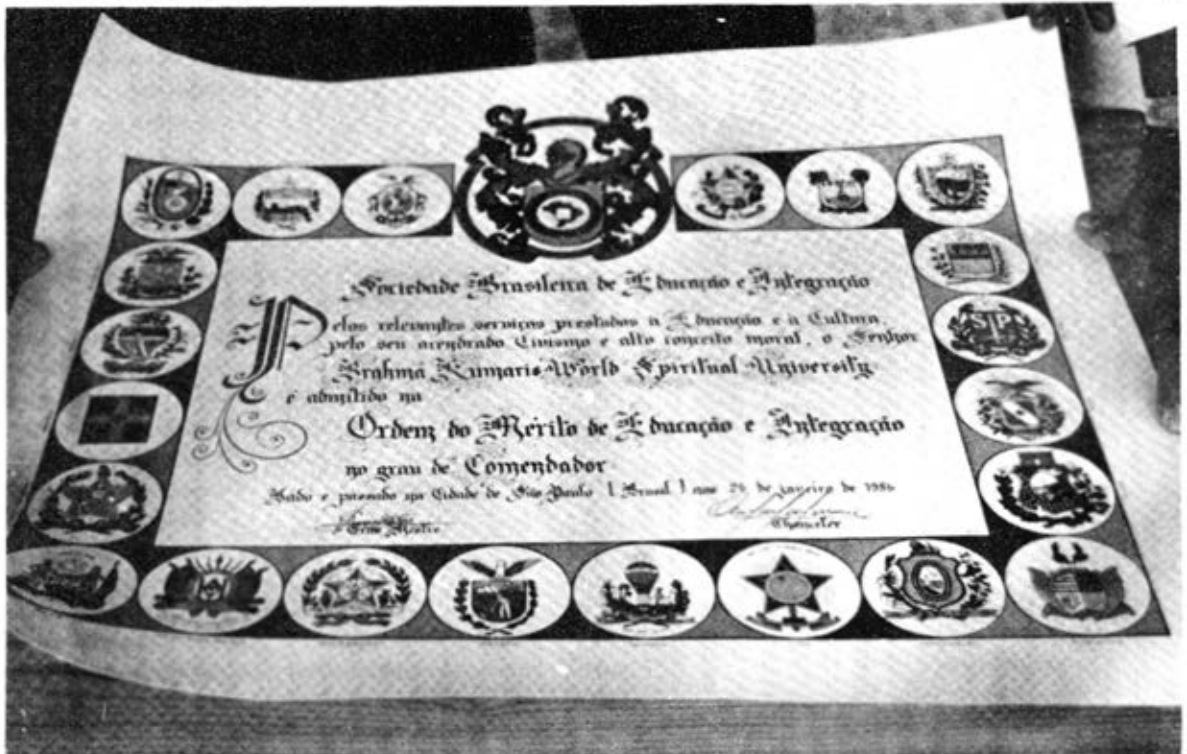 Sociedade Brasileira de Educação e Integração
Pelos relevantes serviços prestados à Educação e à Cultura,
pelo seu acendrado Civismo e alto conceito moral, o Senhor
Brahma Kumaris World Spiritual University
é admitido na
Ordem do Mérito de Educação e Integração
no grau de Comendador
Dado e passado na Cidade de São Paulo (Brasil) aos de janeiro de 1986
Chanceler